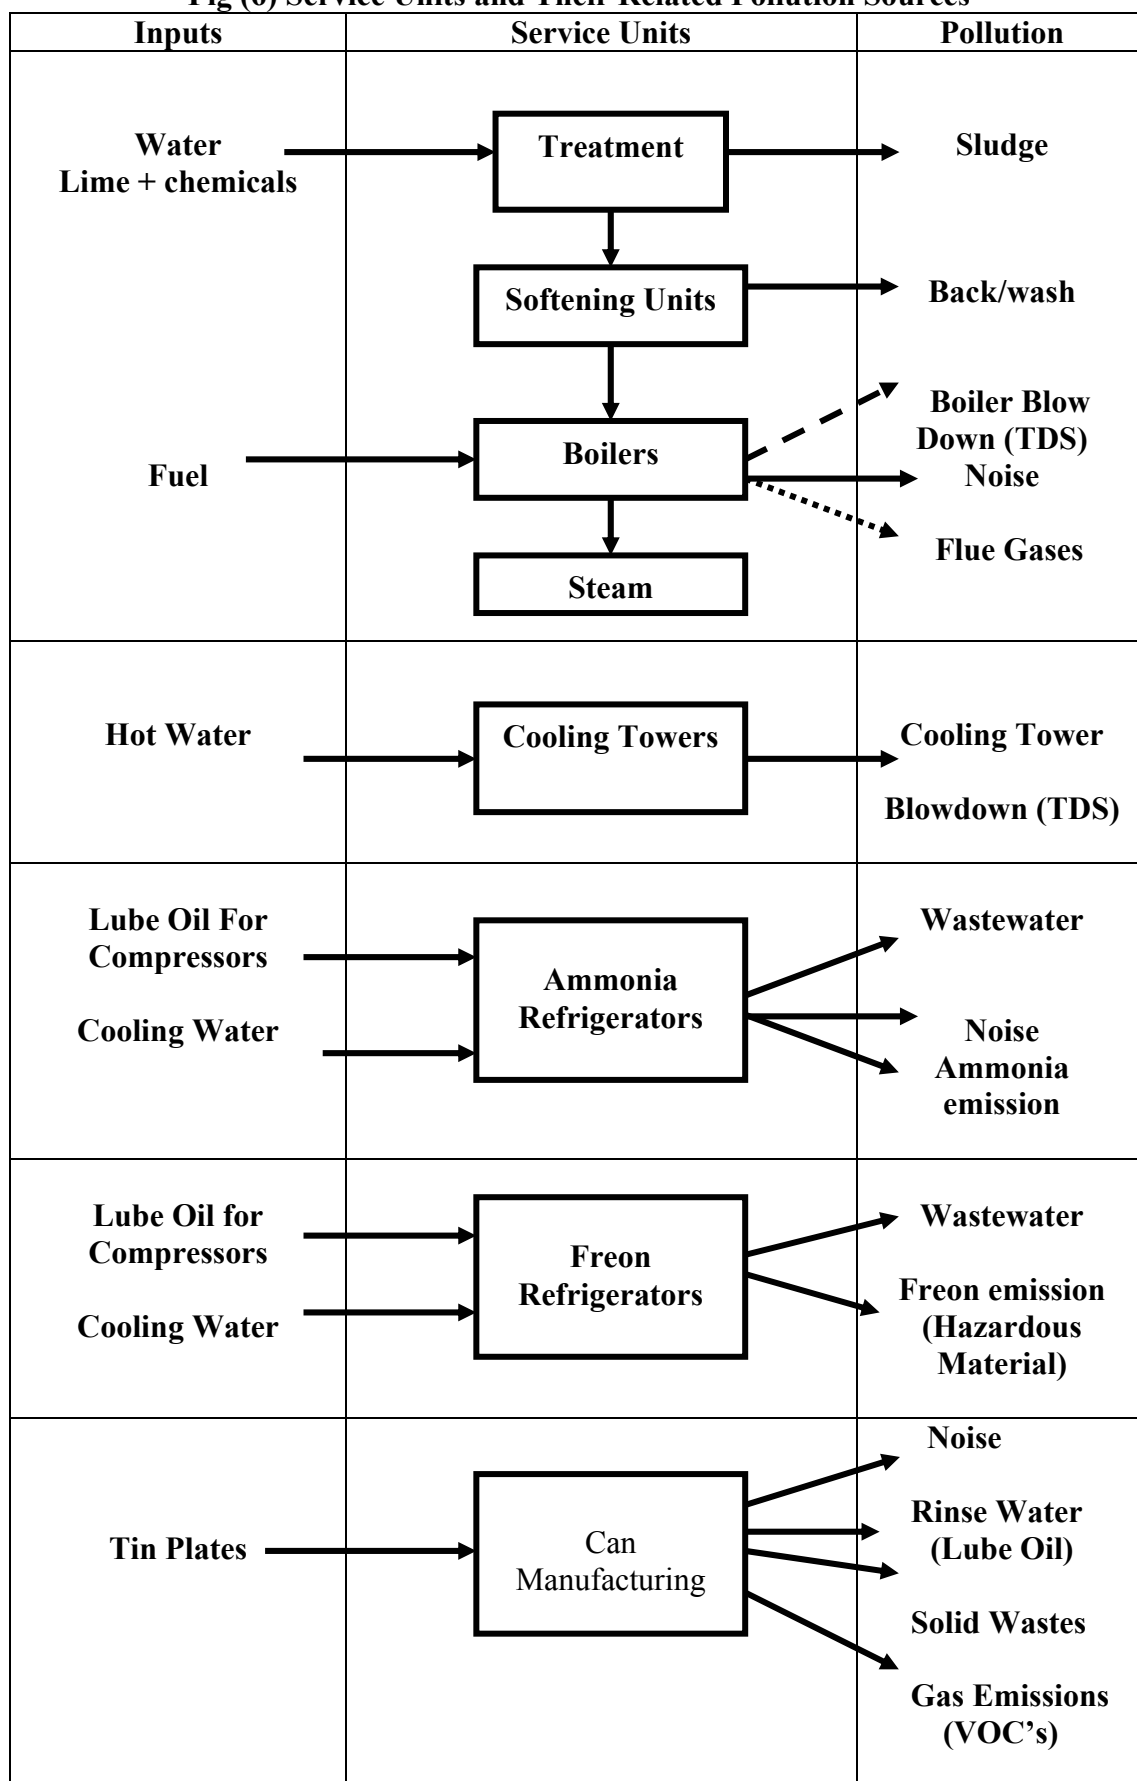 Fig (6) Service Units and Their Related Pollution Sources
Inputs Service Units Pollution
Water
Lime + chemicals
Treatment
Sludge
Softening Units
Back/wash
Fuel
Boilers
Boiler Blow
Down (TDS)
Noise
Flue Gases
Steam
Hot Water
Cooling Towers
Cooling Tower
Blowdown (TDS)
Lube Oil For
Compressors
Cooling Water
Ammonia
Refrigerators
Wastewater
Noise
Ammonia
emission
Lube Oil for
Compressors
Cooling Water
Freon
Refrigerators
Wastewater
Freon emission
(Hazardous
Material)
Tin Plates
Can
Manufacturing
Noise
Rinse Water
(Lube Oil)
Solid Wastes
Gas Emissions
(VOC’s)